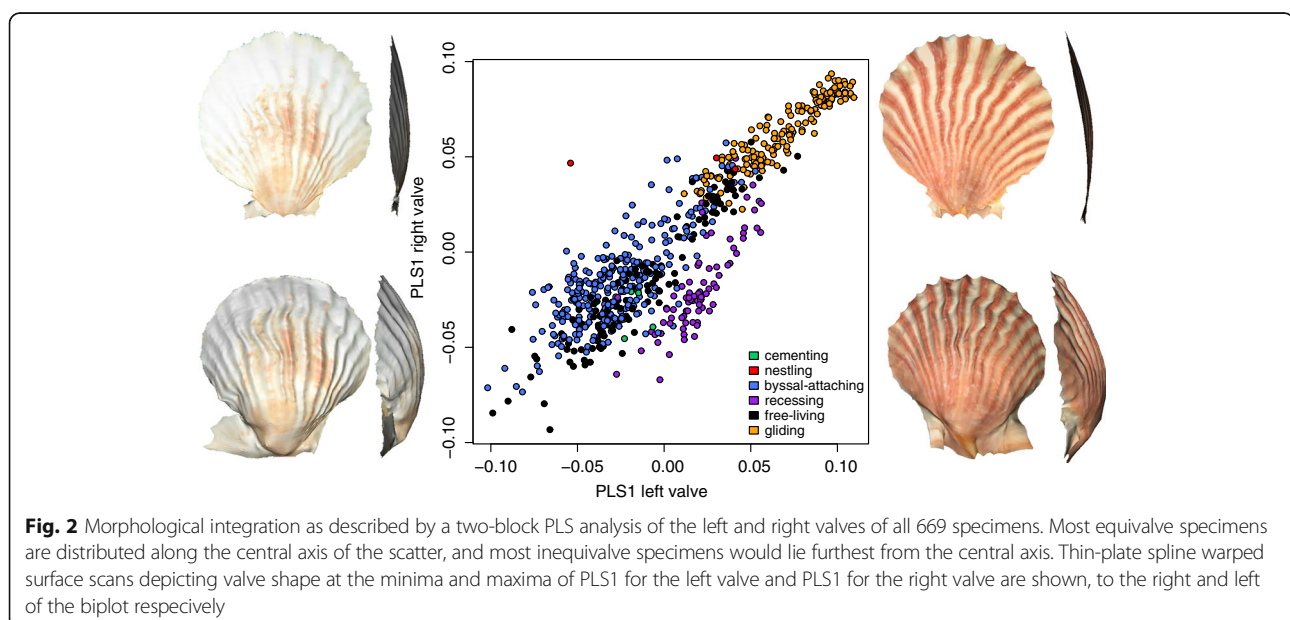 0.10
0.05
0.00
−0.05
−0.10
PLS1 right valve
cementing
nestling
byssal-attaching
recessing
free-living
gliding
−0.10 −0.05 0.00 0.05 0.10
PLS1 left valve
Fig. 2 Morphological integration as described by a two-block PLS analysis of the left and right valves of all 669 specimens. Most equivalve specimens
are distributed along the central axis of the scatter, and most inequivalve specimens would lie furthest from the central axis. Thin-plate spline warped
surface scans depicting valve shape at the minima and maxima of PLS1 for the left valve and PLS1 for the right valve are shown, to the right and left
of the biplot respecively